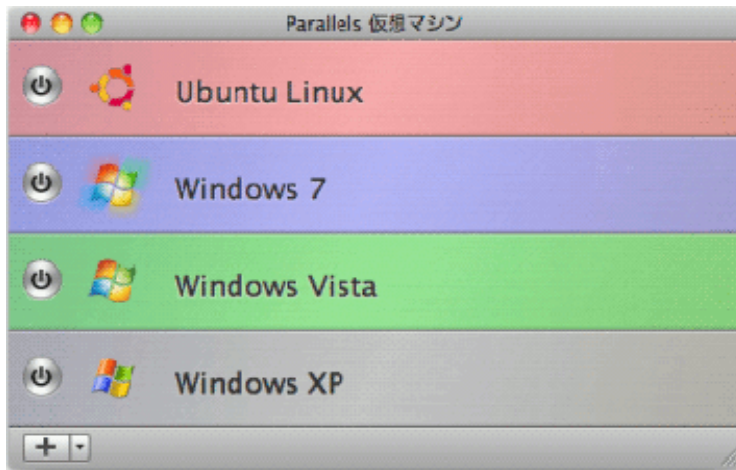 Parallels 仮想マシン
Ubuntu Linux
Windows 7
Windows Vista
Windows XP